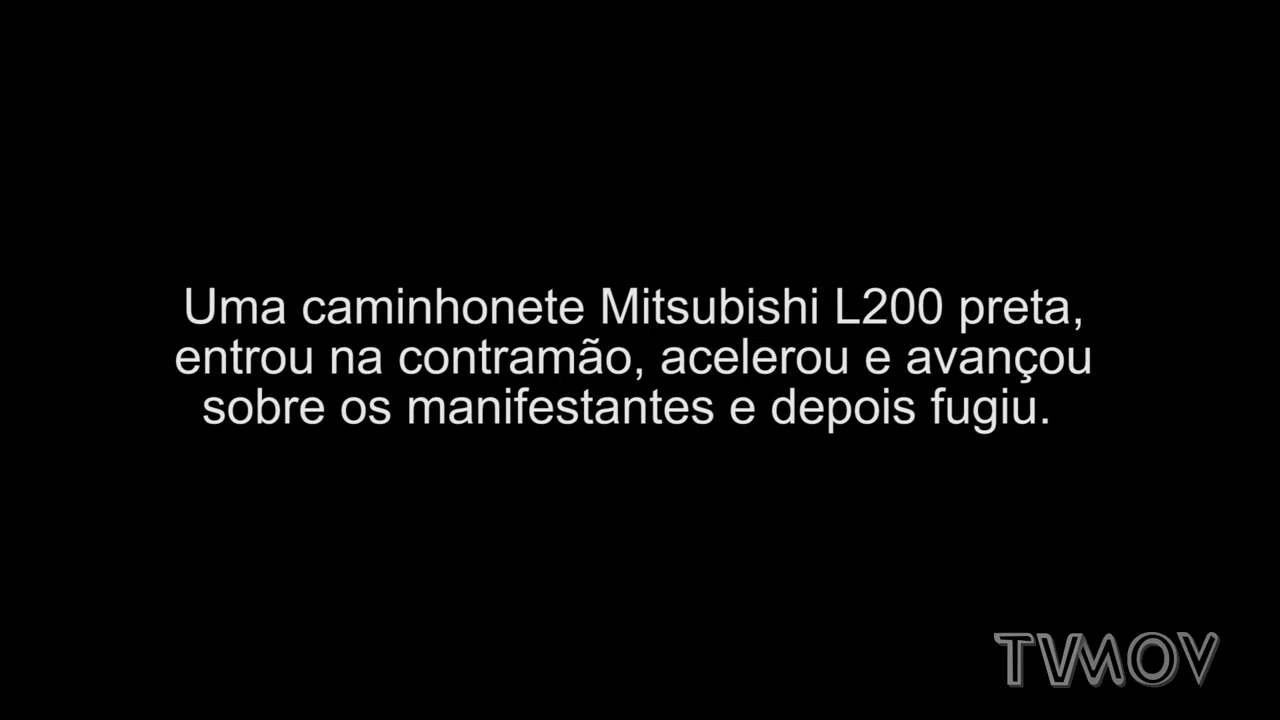 Uma caminhonete Mitsubishi L200 preta,
entrou na contramão, acelerou e avançou
sobre os manifestantes e depois fugiu.
TVMOV